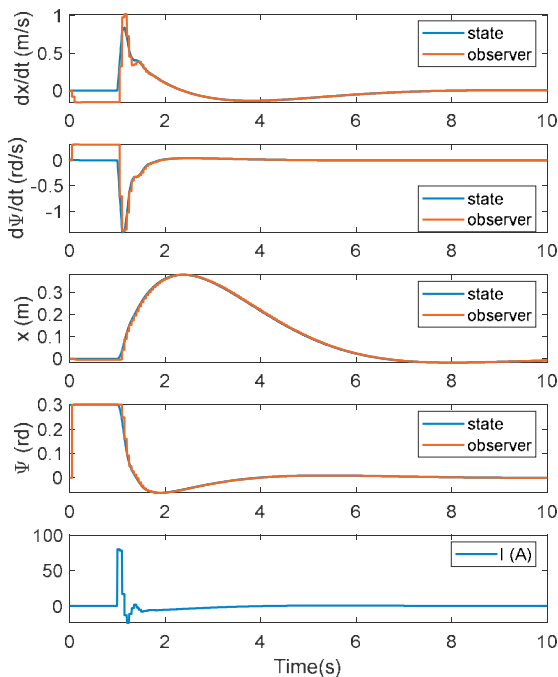 dx/dt (m/s)
1
0.5
0
state
observer
0 2 4 6 8 10
dΨ/dt (rd/s)
0
-0.5
-1
state
observer
0 2 4 6 8 10
x (m)
0.3
0.2
0.1
0
state
observer
0 2 4 6 8 10
Ψ (rd)
0.3
0.2
0.1
0
state
observer
0 2 4 6 8 10
100
50
0
I (A)
0 2 4 6 8 10
Time(s)